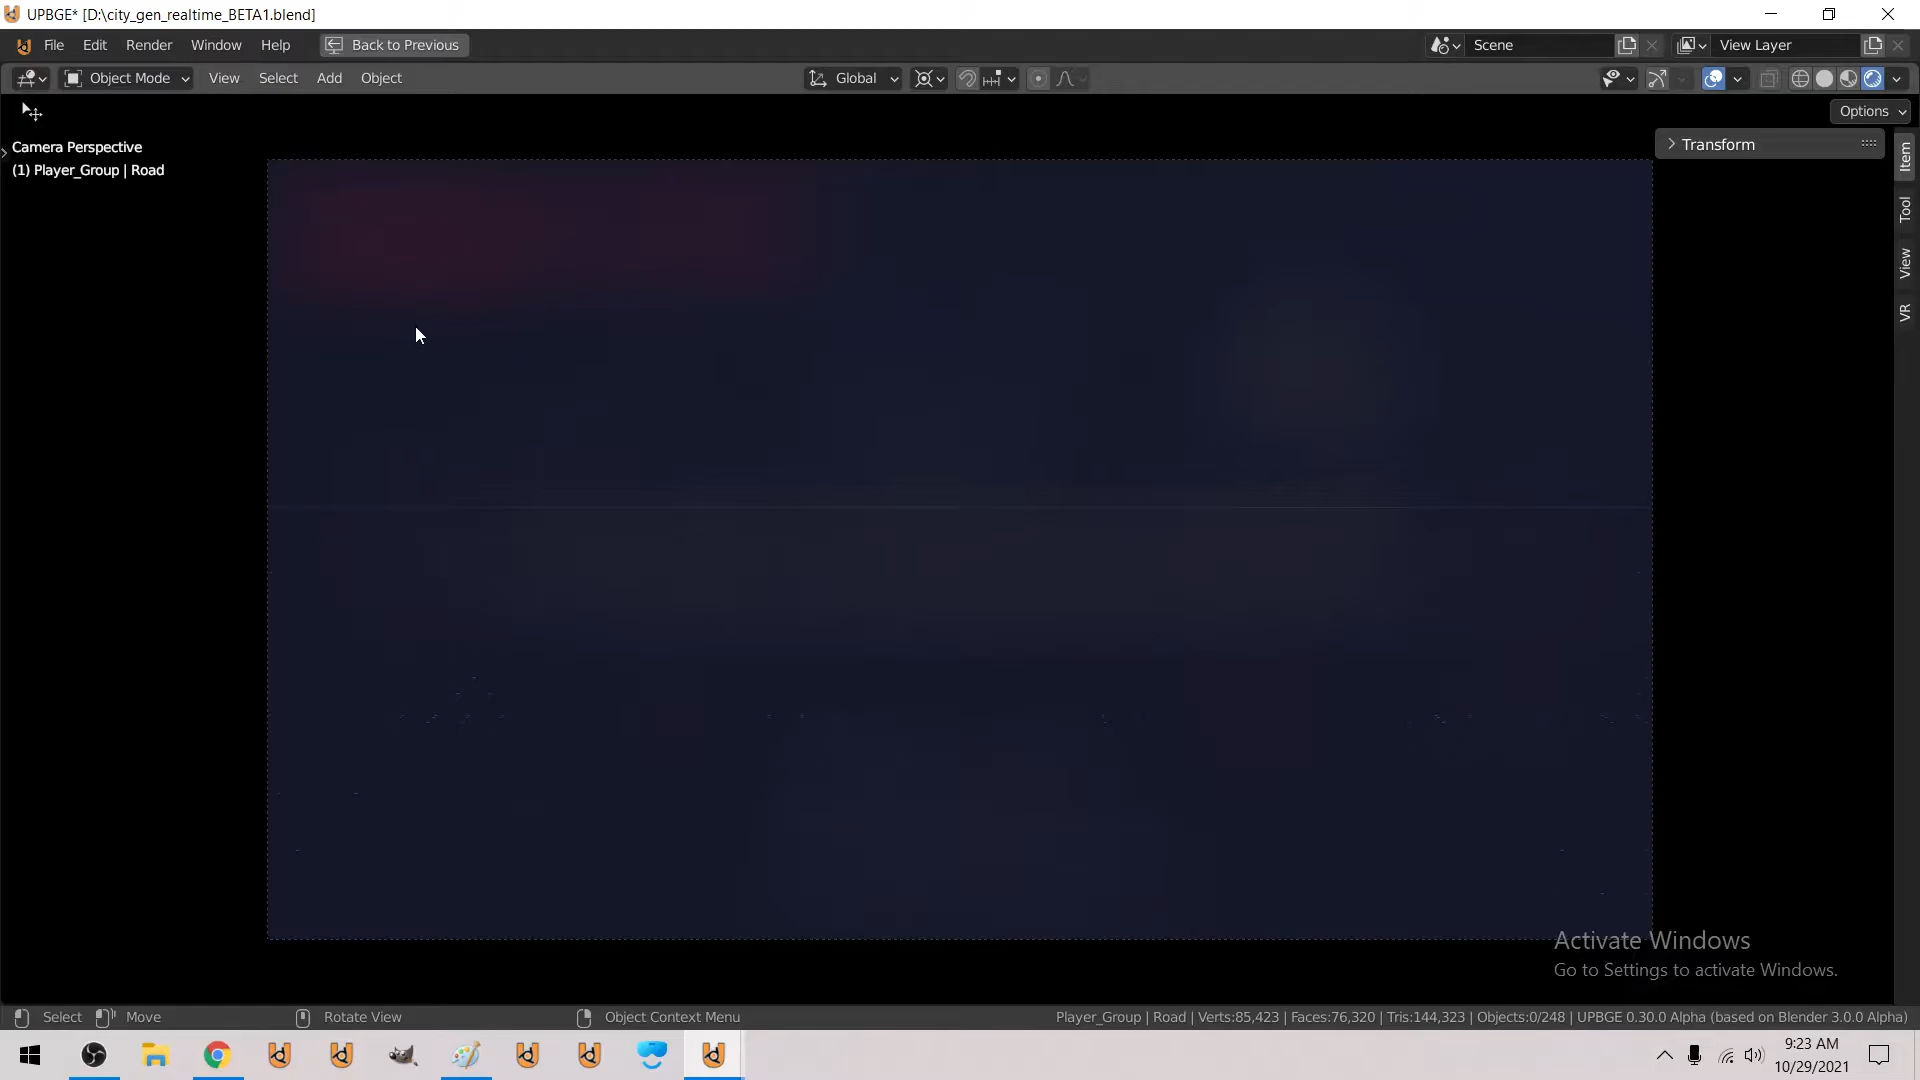 UPBGE* [D:\city_gen_realtime_BETA1.blend]
File Edit Render Window Help Back to Previous Scene View Layer
Object Mode View Select Add Object Global
Options
Camera Perspective
(1) Player_Group | Road
Transform
Item
Tool
View
VR
Activate Windows
Go to Settings to activate Windows.
Select Move Rotate View Object Context Menu Player_Group | Road | Verts:85,423 | Faces:76,320 | Tris:144,323 | Objects:0/248 | UPBGE 0.30.0 Alpha (based on Blender 3.0.0 Alpha)
9:23 AM
10/29/2021